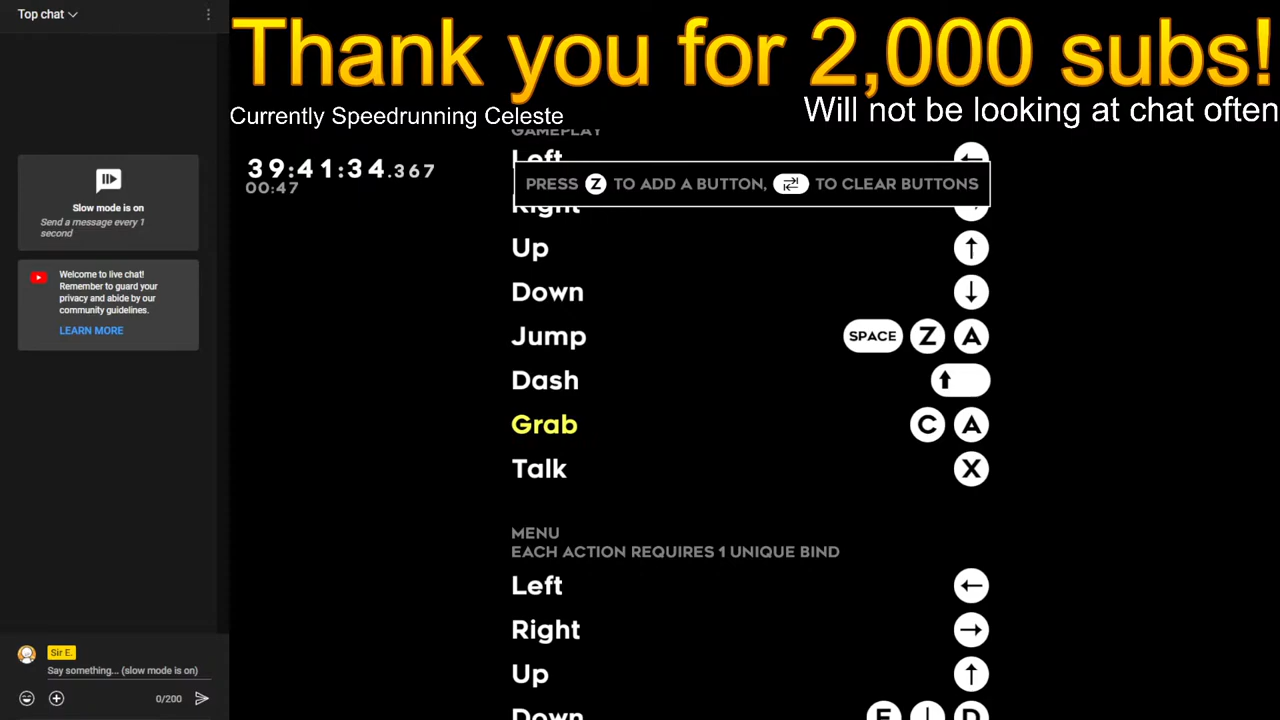 Top chat
Thank you for 2,000 subs!
Currently Speedrunning Celeste
Will not be looking at chat often
GAMEPLAY
39:41:34.367
00:47
Left
PRESS Z TO ADD A BUTTON, TO CLEAR BUTTONS
Right
Slow mode is on
Send a message every 1
second
Up
Welcome to live chat!
Remember to guard your
privacy and abide by our
community guidelines.
LEARN MORE
Down
Jump SPACE Z A
Dash
Grab C A
Talk X
MENU
EACH ACTION REQUIRES 1 UNIQUE BIND
Left
Right
Up
Down
Sir E.
Say something... (slow mode is on)
0/200